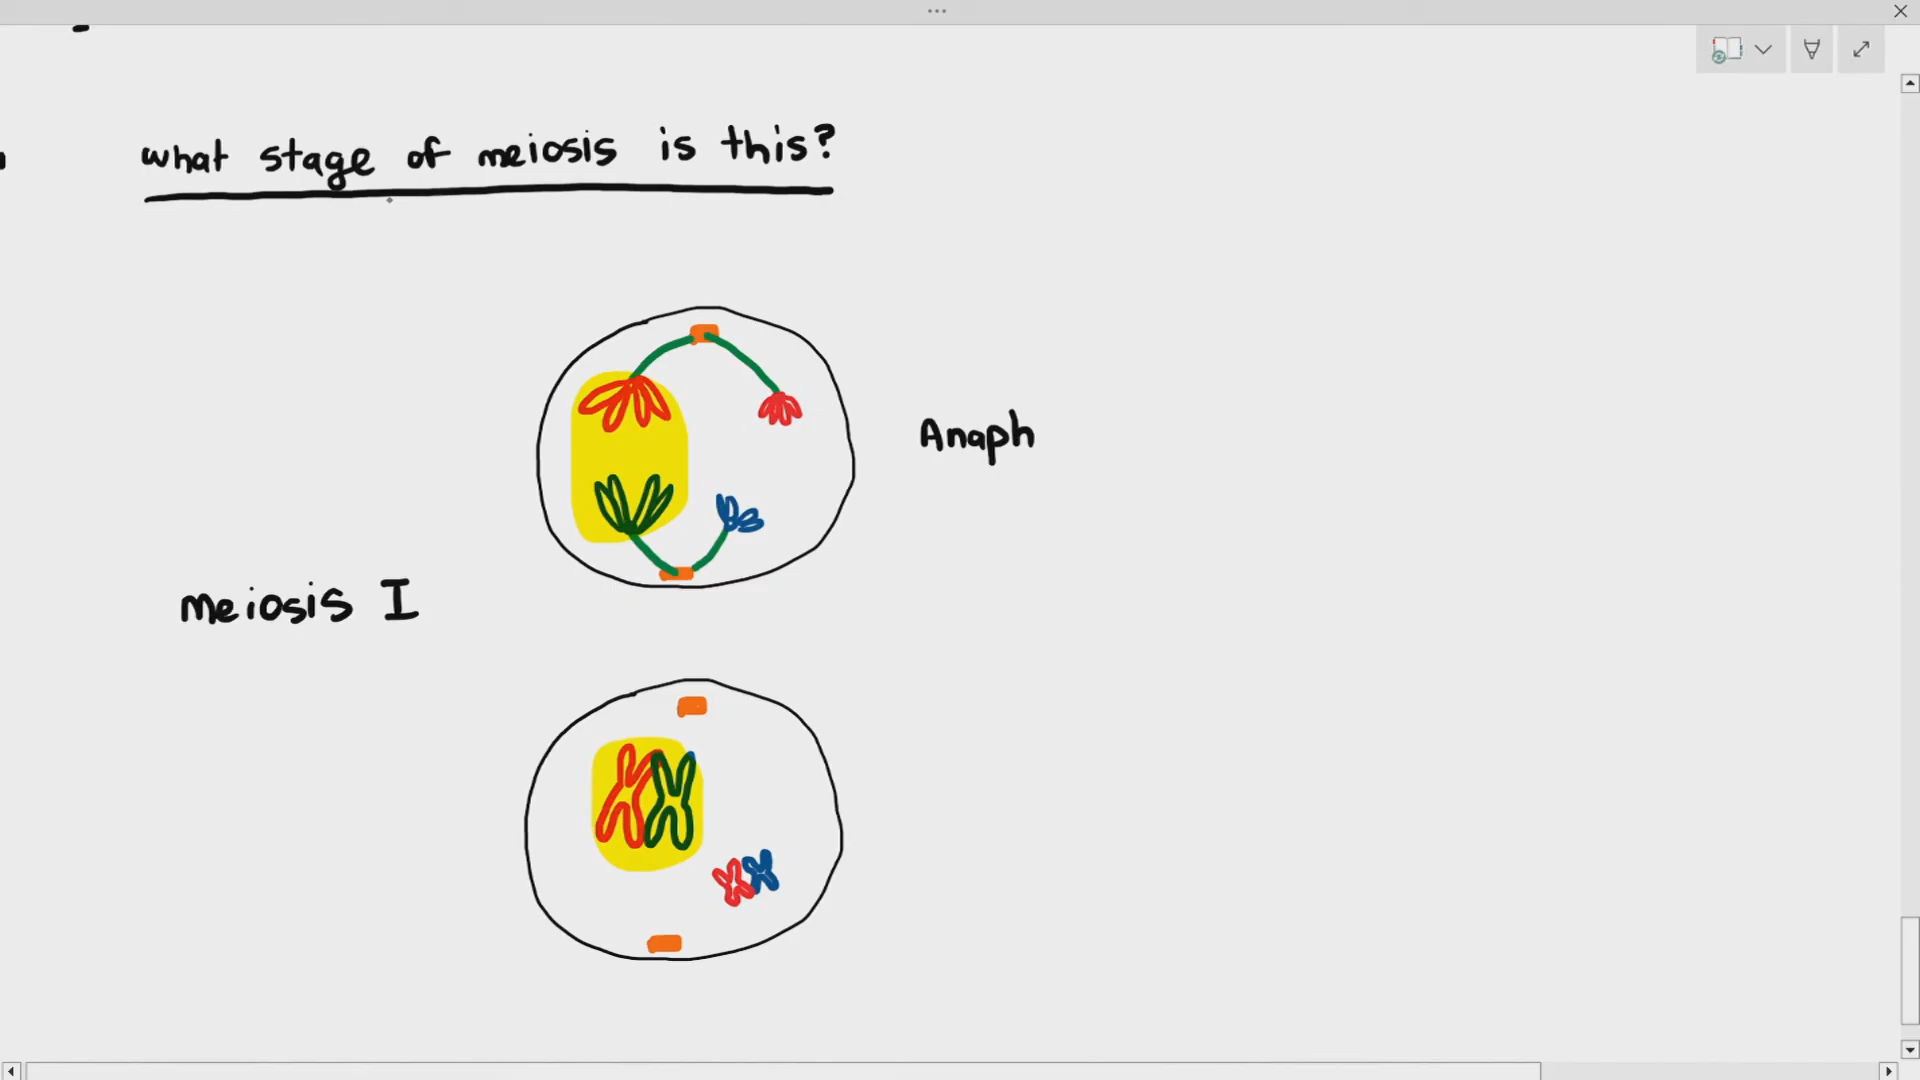 what stage of meiosis is this?
Anaph
meiosis I